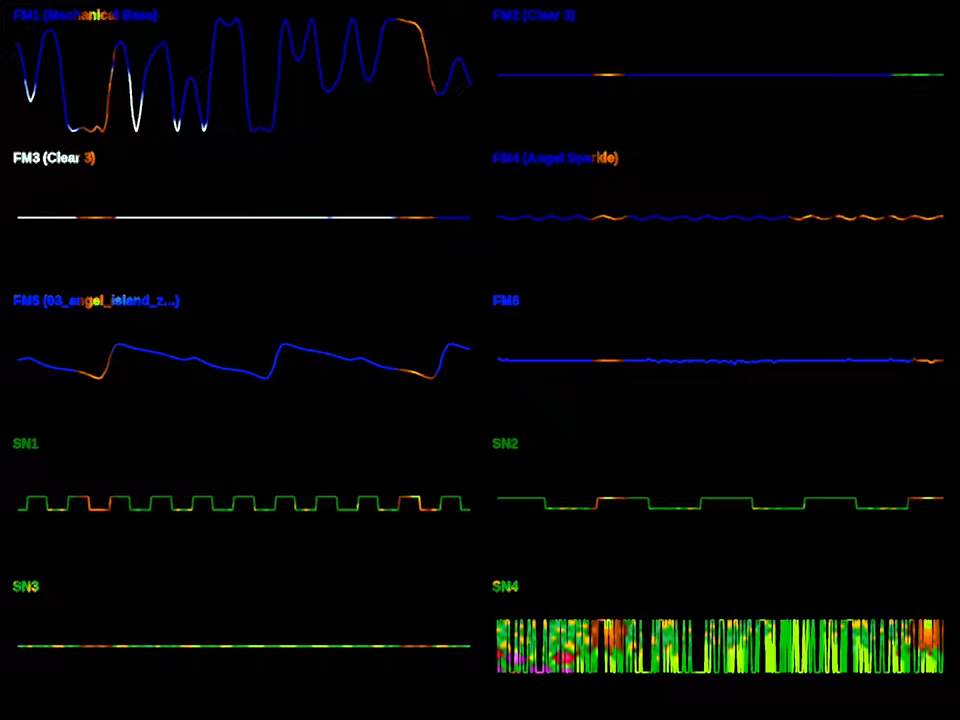 FM1 (Mechanical Bass)
FM2 (Clear 3)
FM3 (Clear 3)
FM4 (Angel Sparkle)
FM5 (03_angel_island_z...)
FM6
SN1
SN2
SN3
SN4